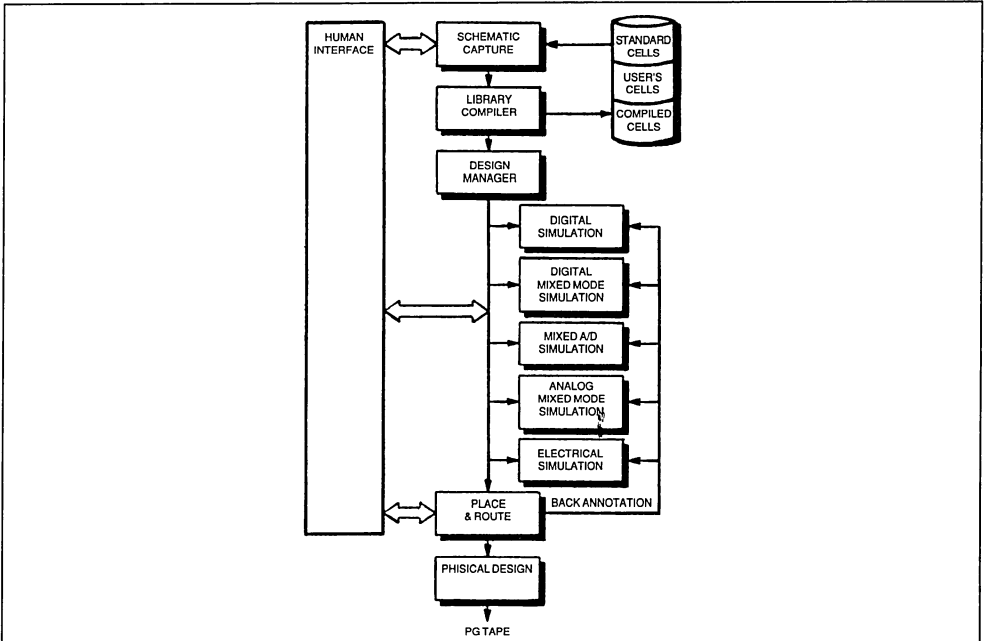 HUMAN
INTERFACE
SCHEMATIC
CAPTURE
STANDARD
CELLS
USER'S
CELLS
COMPILED
CELLS
LIBRARY
COMPILER
DESIGN
MANAGER
DIGITAL
SIMULATION
DIGITAL
MIXED MODE
SIMULATION
MIXED A/D
SIMULATION
ANALOG
MIXED MODE
SIMULATION
ELECTRICAL
SIMULATION
PLACE
& ROUTE
BACK ANNOTATION
PHISICAL DESIGN
PG TAPE